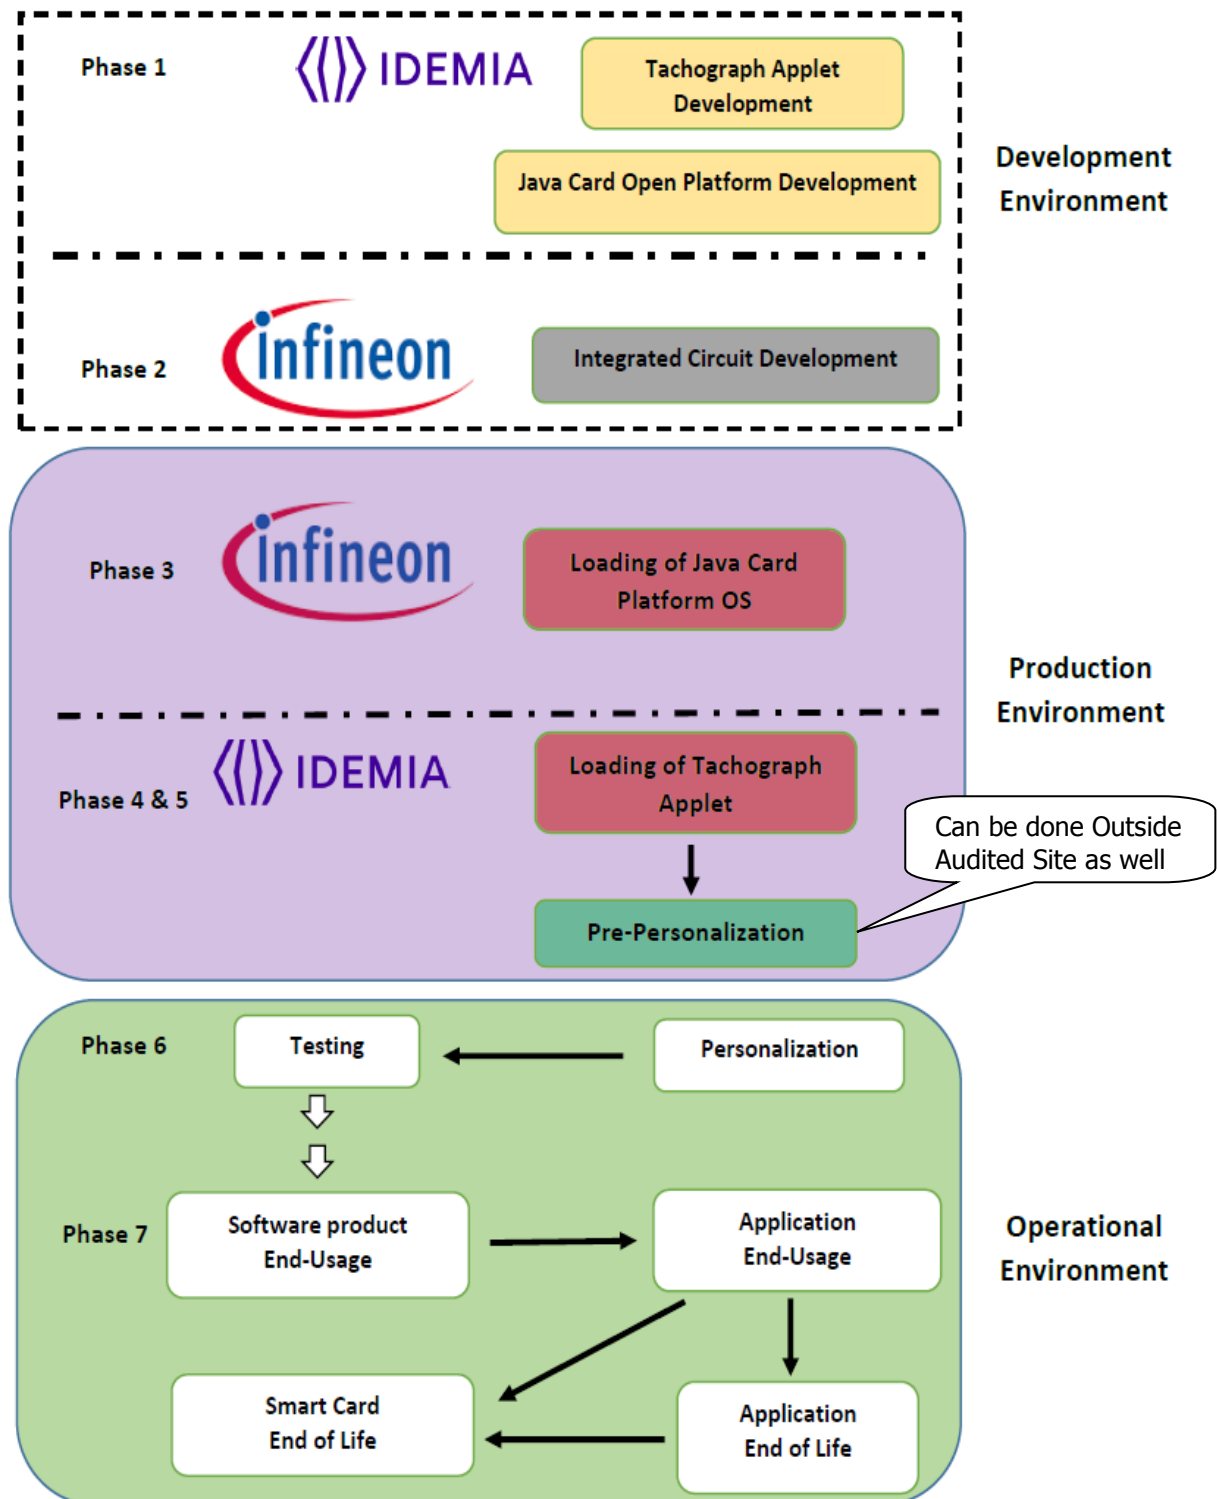 Phase 1
IDEMIA
Tachograph Applet
Development
Java Card Open Platform Development
Development
Environment
Phase 2
infineon
Integrated Circuit Development
Phase 3
infineon
Loading of Java Card
Platform OS
Production
Environment
Phase 4 & 5
IDEMIA
Loading of Tachograph
Applet
Can be done Outside
Audited Site as well
Pre-Personalization
Phase 6
Testing
Personalization
Phase 7
Software product
End-Usage
Application
End-Usage
Operational
Environment
Smart Card
End of Life
Application
End of Life